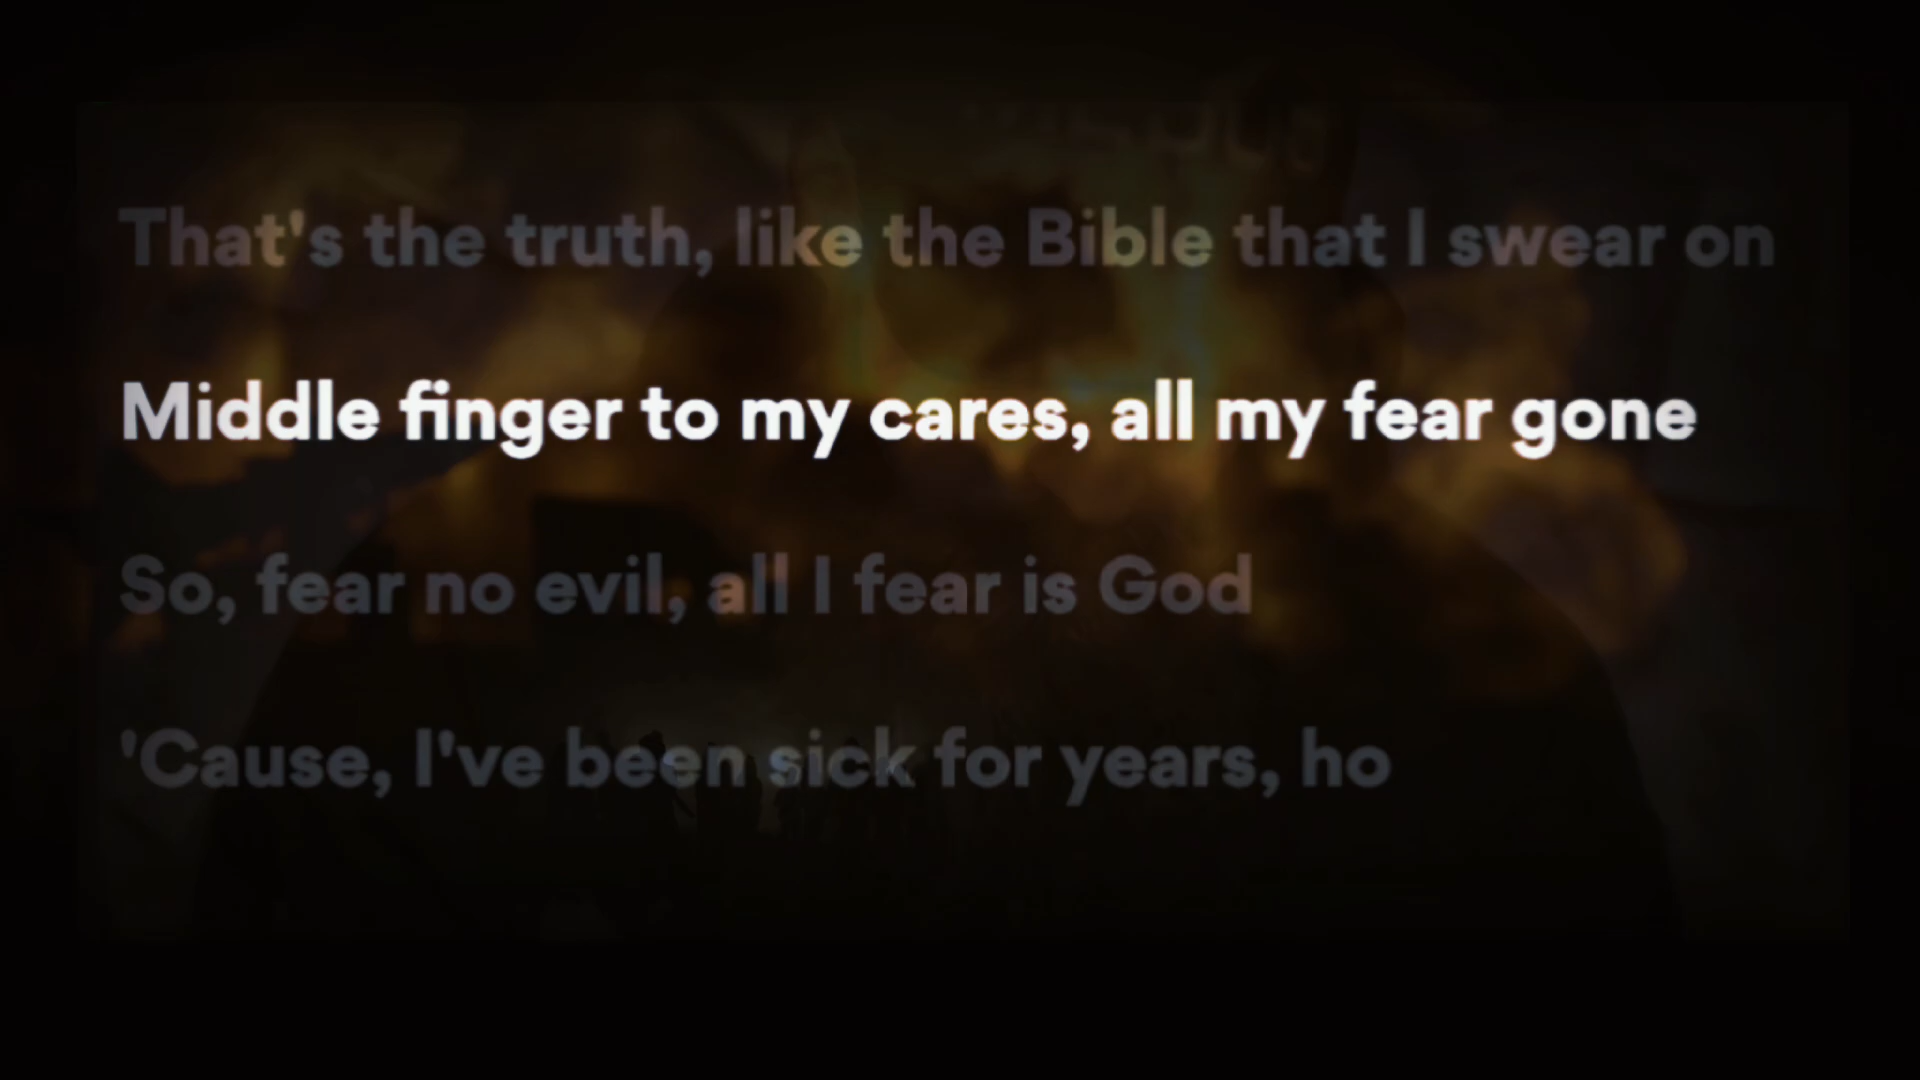 That's the truth, like the Bible that I swear on
Middle finger to my cares, all my fear gone
So, fear no evil, all I fear is God
'Cause, I've been sick for years, ho